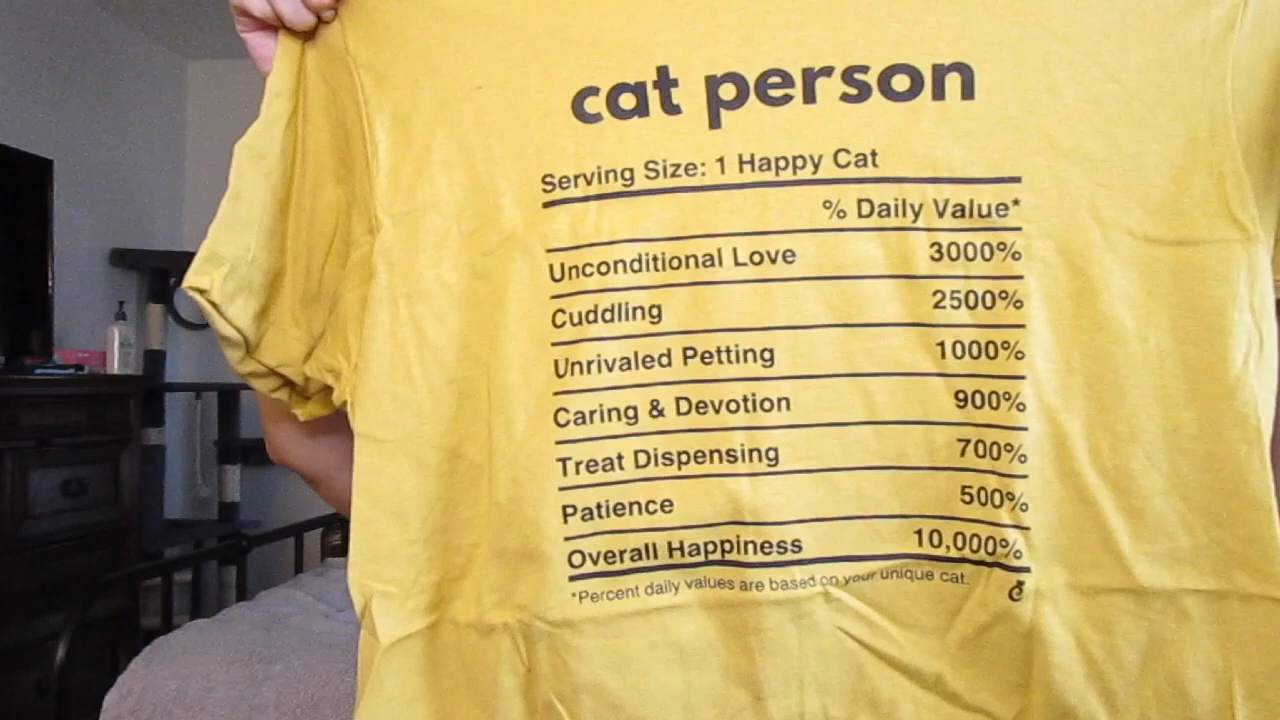 cat person
Serving Size: 1 Happy Cat
% Daily Value*
Unconditional Love 3000%
Cuddling 2500%
Unrivaled Petting 1000%
Caring & Devotion 900%
Treat Dispensing 700%
Patience 500%
Overall Happiness 10,000%
*Percent daily values are based on your unique cat.